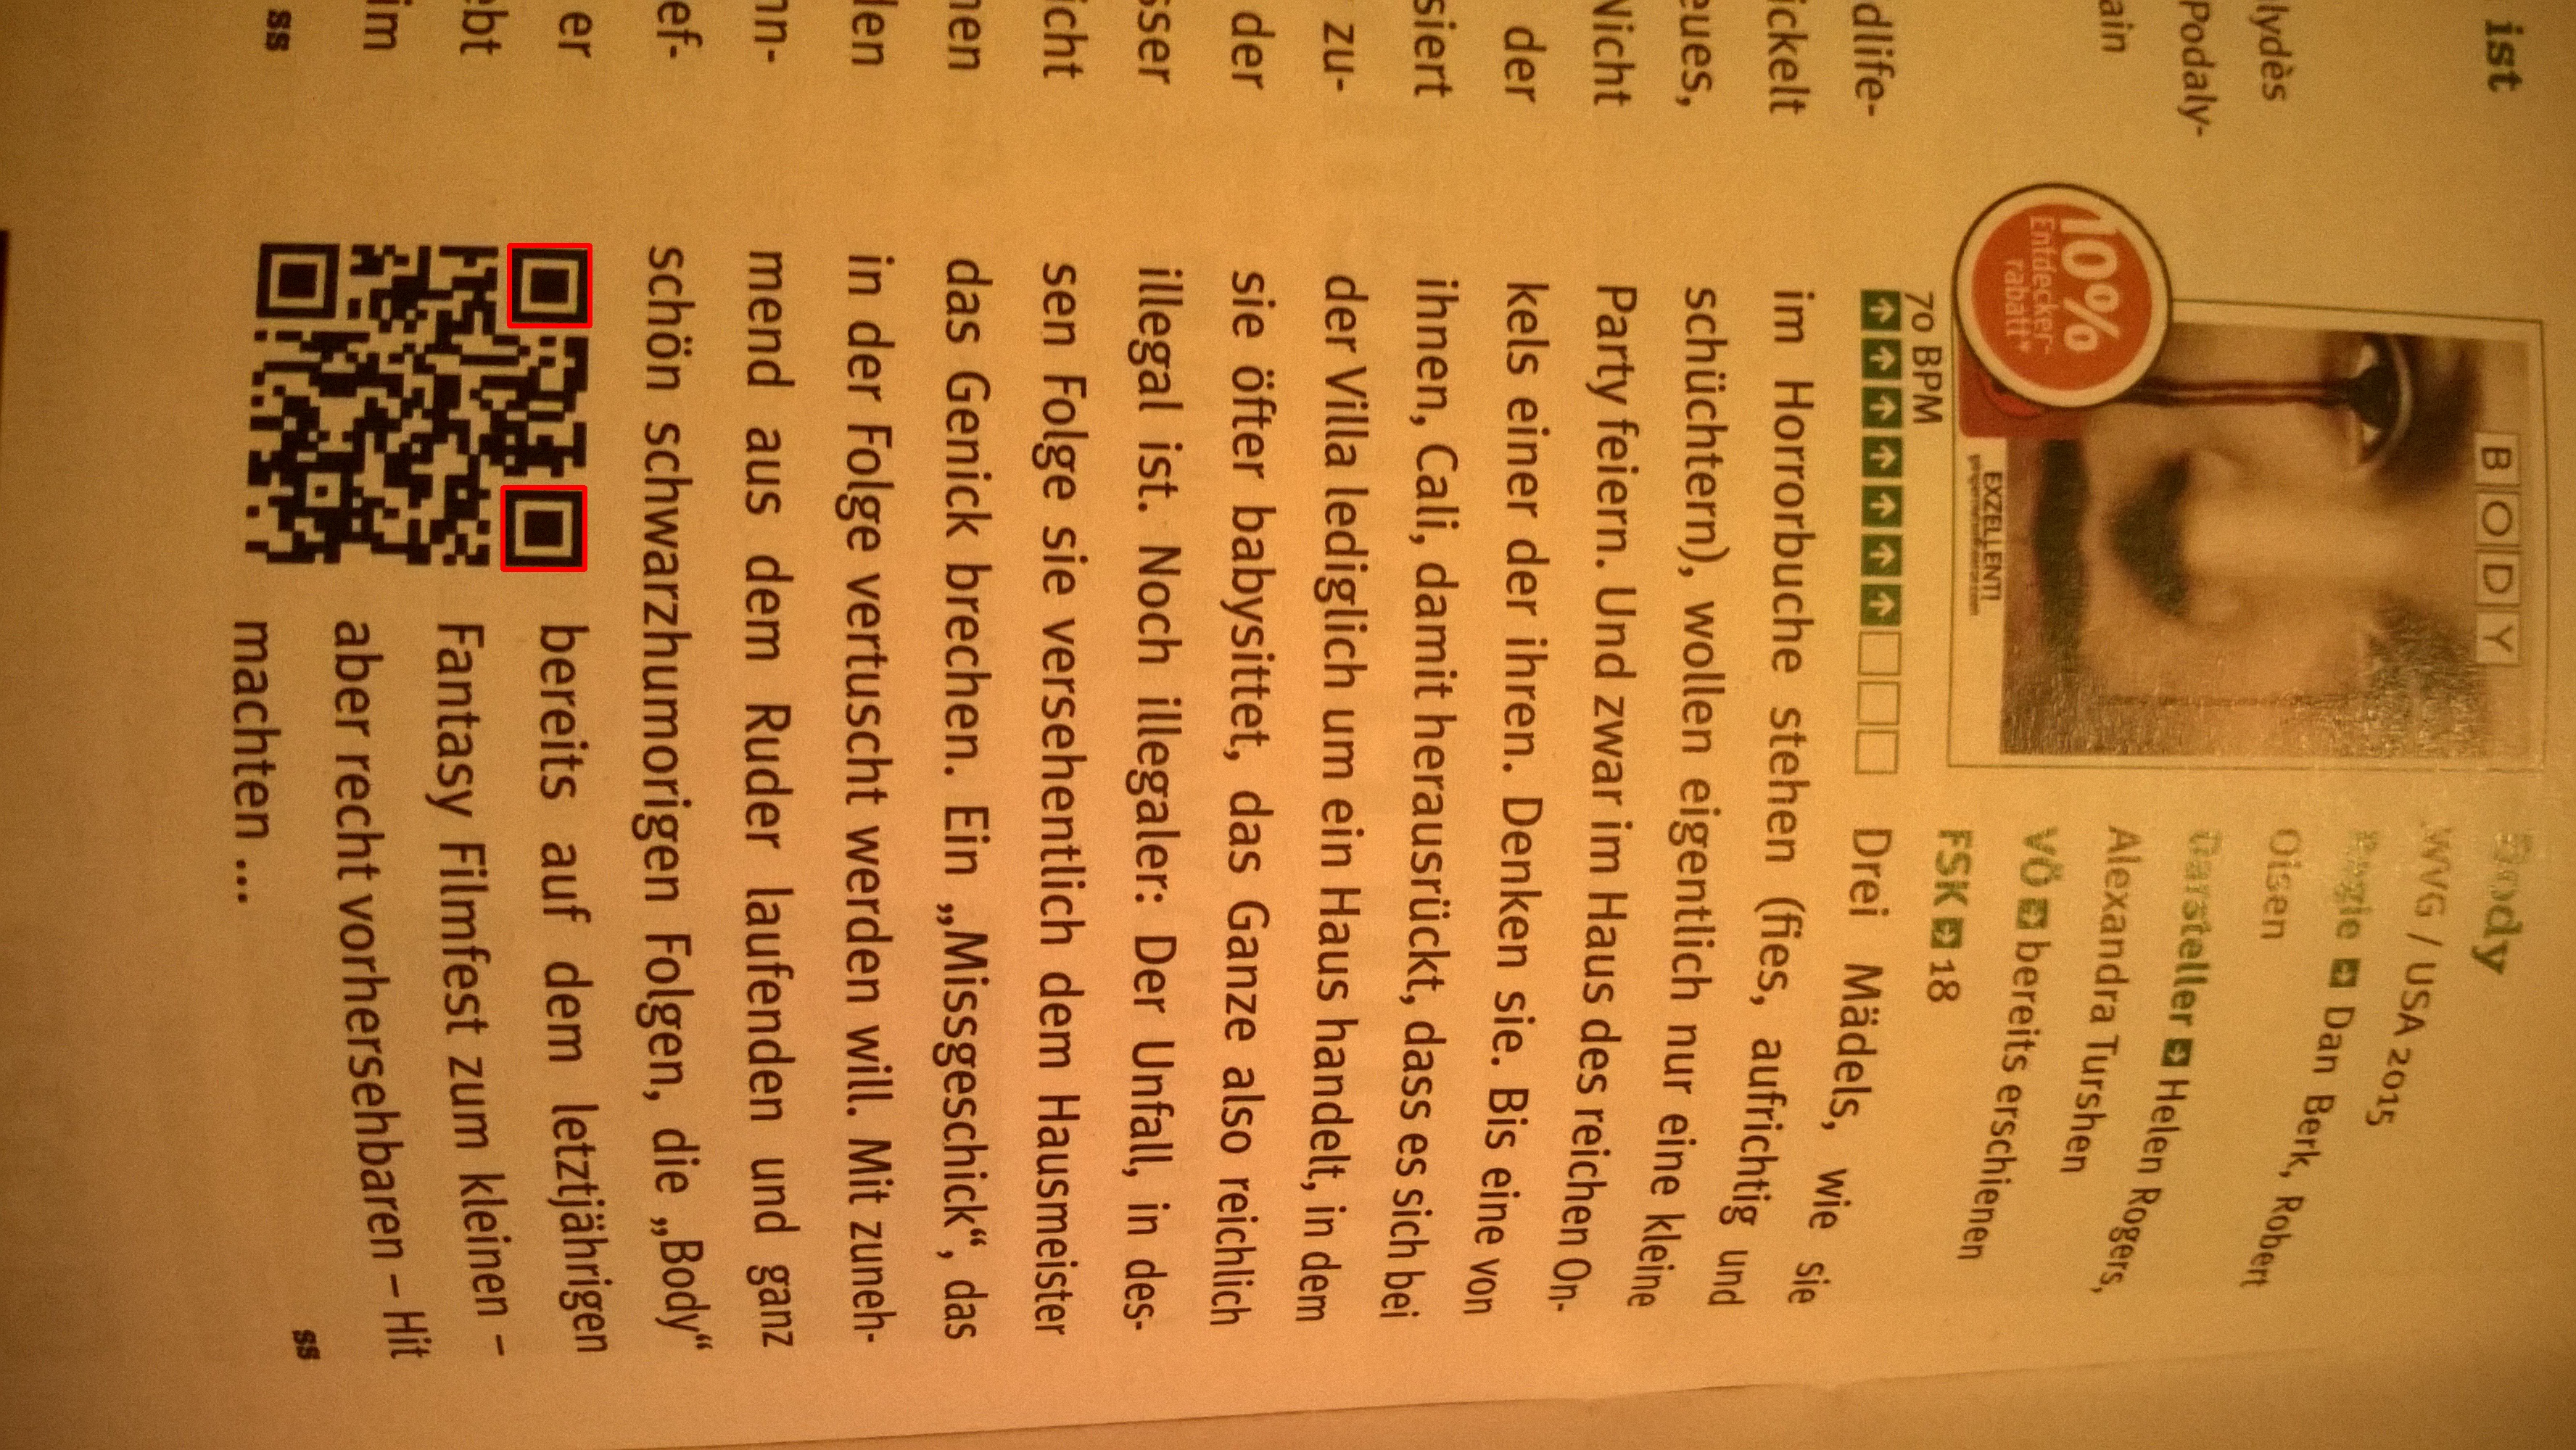 ist
lydès
Podaly-
ain
dlife-
ickelt
eues,
Nicht
der
siert
zu-
der
sser
icht
nen
len
nn-
ef-
er
ebt
im
ss
BODY
10%
Entdecker-
rabatt*
EXZELLENT!
Body
WVG / USA 2015
Regie Dan Berk, Robert
Olsen
Darsteller Helen Rogers,
Alexandra Turshen
VÖ bereits erschienen
FSK 18
70 BPM
Drei Mädels, wie sie
im Horrorbuche stehen (fies, aufrichtig und
schüchtern), wollen eigentlich nur eine kleine
Party feiern. Und zwar im Haus des reichen On-
kels einer der ihren. Denken sie. Bis eine von
ihnen, Cali, damit herausrückt, dass es sich bei
der Villa lediglich um ein Haus handelt, in dem
sie öfter babysittet, das Ganze also reichlich
illegal ist. Noch illegaler: Der Unfall, in des-
sen Folge sie versehentlich dem Hausmeister
das Genick brechen. Ein „Missgeschick“, das
in der Folge vertuscht werden will. Mit zuneh-
mend aus dem Ruder laufenden und ganz
schön schwarzhumorigen Folgen, die „Body“
bereits auf dem letztjährigen
Fantasy Filmfest zum kleinen –
aber recht vorhersehbaren – Hit
machten ...
ss